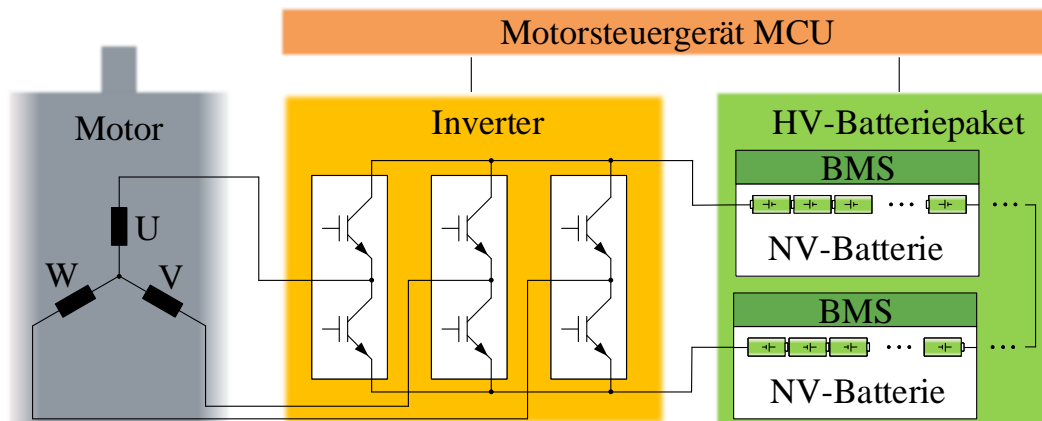 Motorsteuergerät MCU
Motor
U
W
V
Inverter
HV-Batteriepaket
BMS
NV-Batterie
BMS
NV-Batterie